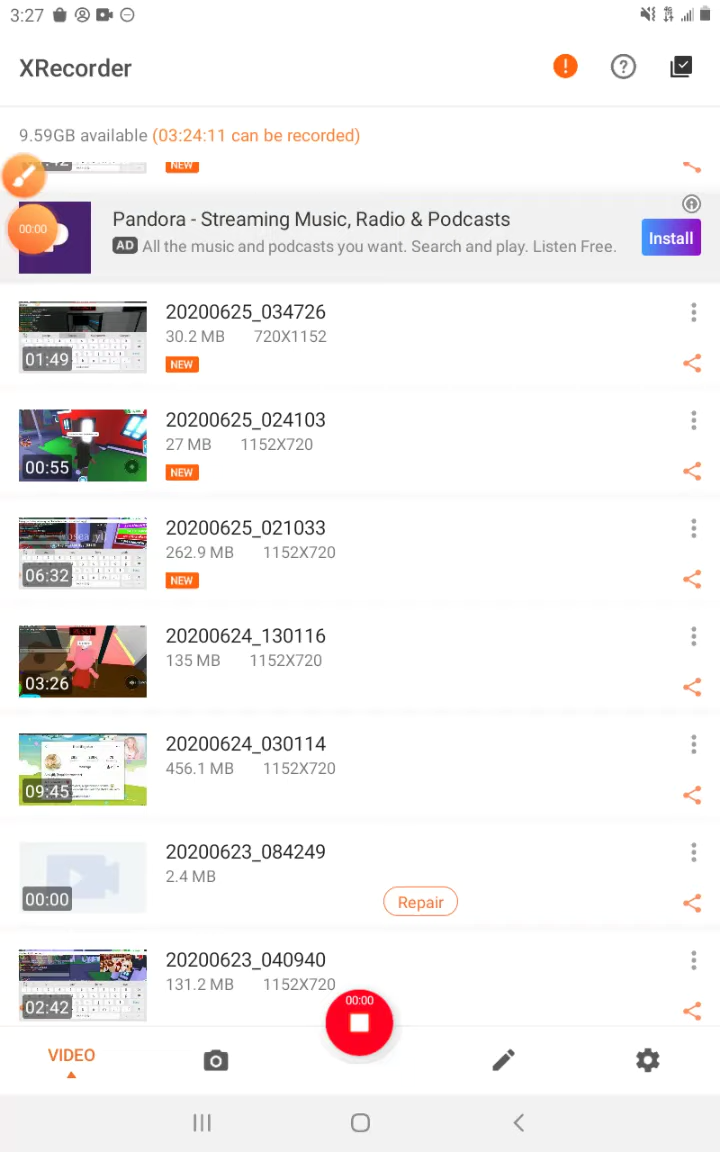 3:27
XRecorder
9.59GB available (03:24:11 can be recorded)
NEW
00:00
Pandora - Streaming Music, Radio & Podcasts
AD All the music and podcasts you want. Search and play. Listen Free.
Install
20200625_034726
30.2 MB 720X1152
01:49
NEW
20200625_024103
27 MB 1152X720
00:55
NEW
20200625_021033
262.9 MB 1152X720
06:32
NEW
20200624_130116
135 MB 1152X720
03:26
20200624_030114
456.1 MB 1152X720
09:45
20200623_084249
2.4 MB
00:00
Repair
20200623_040940
131.2 MB 1152X720
02:42
00:00
VIDEO